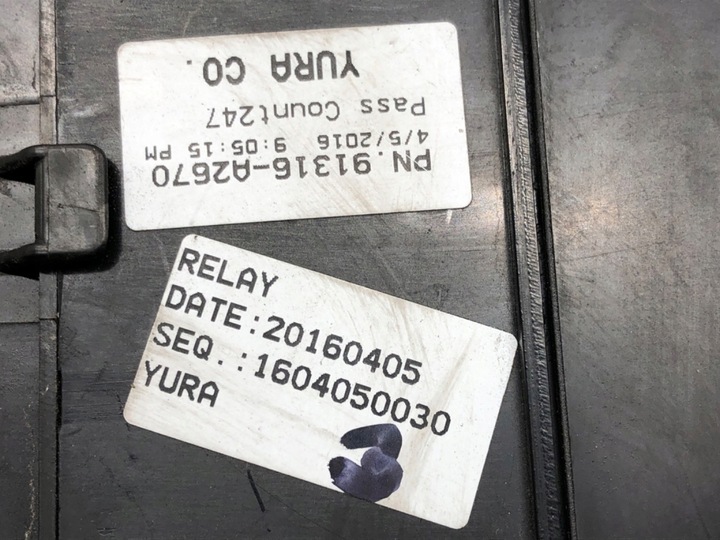 PN.91316-A2670
4/5/2016 9:05:15 PM
Pass Count247
YURA CO.
RELAY
DATE:20160405
SEQ.:1604050030
YURA